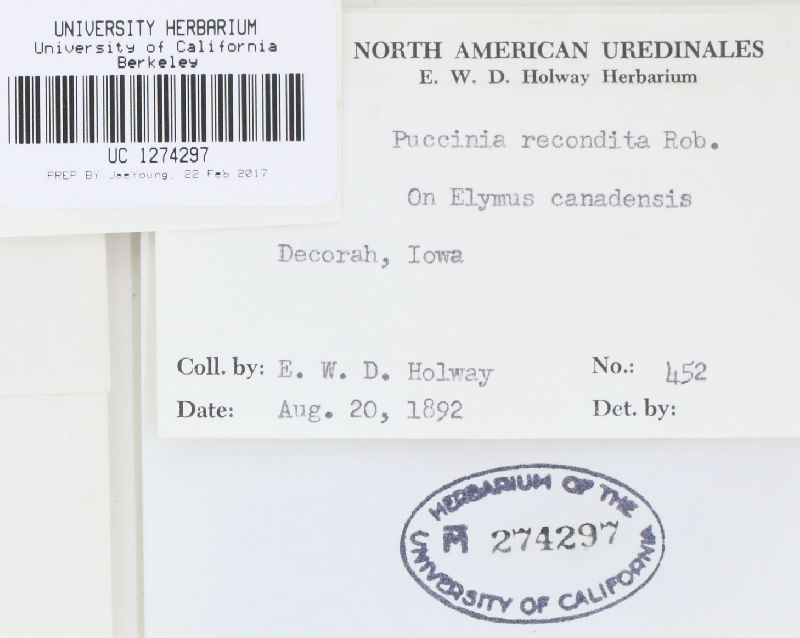 UNIVERSITY HERBARIUM
University of California
Berkeley
UC 1274297
PREP BY JaeYoung, 22 Feb 2017
NORTH AMERICAN UREDINALES
E. W. D. Holway Herbarium
Puccinia recondita Rob.
On Elymus canadensis
Decorah, Iowa
Coll. by: E. W. D. Holway No.: 452
Date: Aug. 20, 1892 Det. by:
HERBARIUM OF THE
274297
UNIVERSITY OF CALIFORNIA